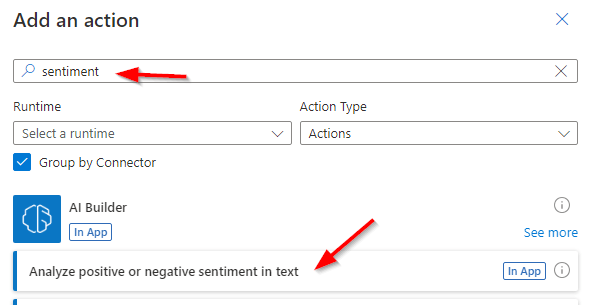 Add an action
sentiment
Runtime Action Type
Select a runtime Actions
Group by Connector
AI Builder
In App
See more
Analyze positive or negative sentiment in text In App